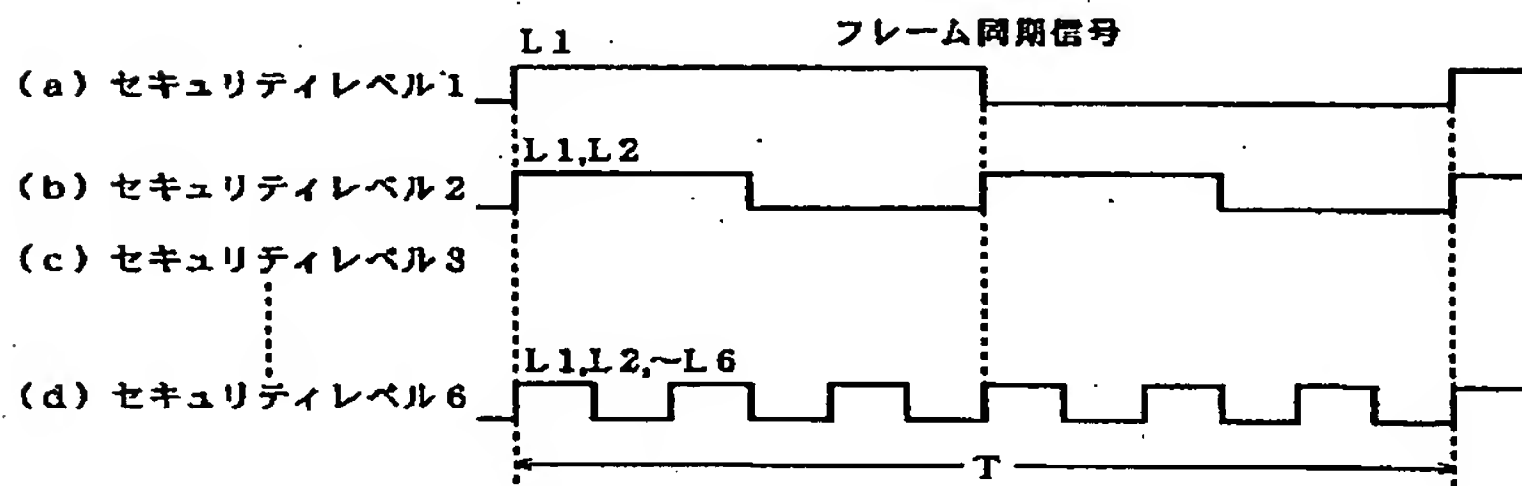 フレーム同期信号
L1
(a) セキュリティレベル1
L1,L2
(b) セキュリティレベル2
(c) セキュリティレベル3
L1,L2,~L6
(d) セキュリティレベル6
T